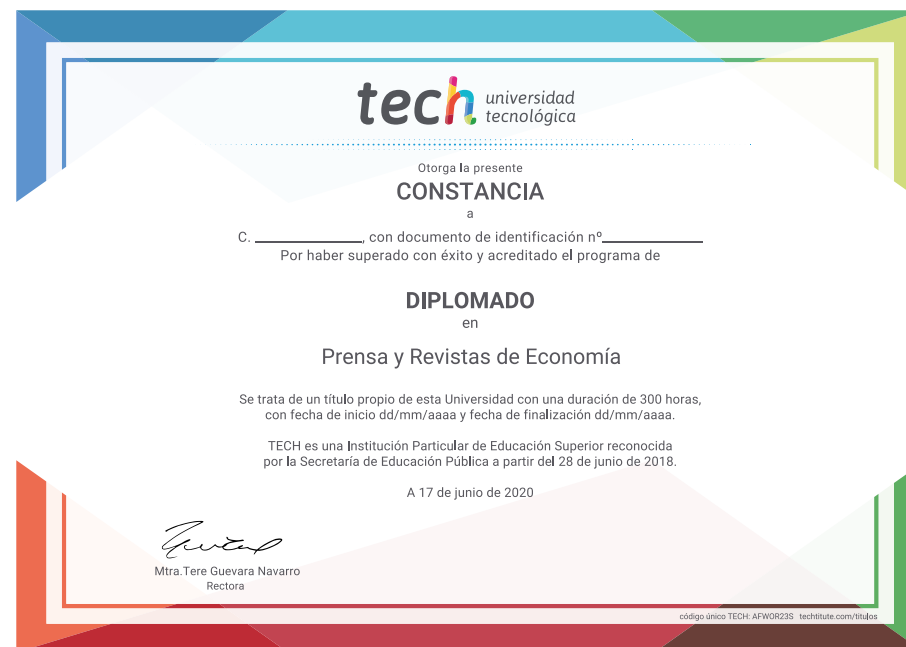 tech universidad
tecnológica
Otorga la presente
CONSTANCIA
a
C. ____________, con documento de identificación nº____________
Por haber superado con éxito y acreditado el programa de
DIPLOMADO
en
Prensa y Revistas de Economía
Se trata de un título propio de esta Universidad con una duración de 300 horas,
con fecha de inicio dd/mm/aaaa y fecha de finalización dd/mm/aaaa.
TECH es una Institución Particular de Educación Superior reconocida
por la Secretaría de Educación Pública a partir del 28 de junio de 2018.
A 17 de junio de 2020
Mtra.Tere Guevara Navarro
Rectora
código único TECH: AFWOR23S techtitute.com/titulos